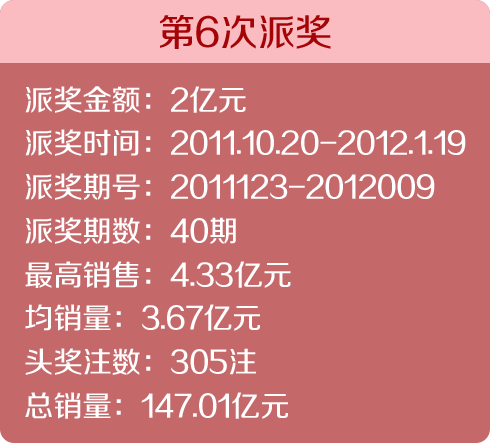 第6次派奖
派奖金额：2亿元
派奖时间：2011.10.20-2012.1.19
派奖期号：2011123-2012009
派奖期数：40期
最高销售：4.33亿元
均销量：3.67亿元
头奖注数：305注
总销量：147.01亿元